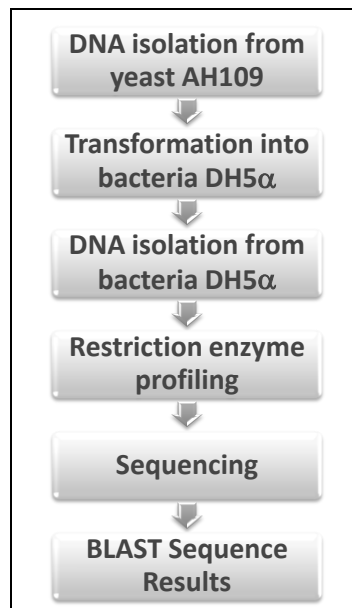 DNA isolation from
yeast AH109
Transformation into
bacteria DH5α
DNA isolation from
bacteria DH5α
Restriction enzyme
profiling
Sequencing
BLAST Sequence
Results